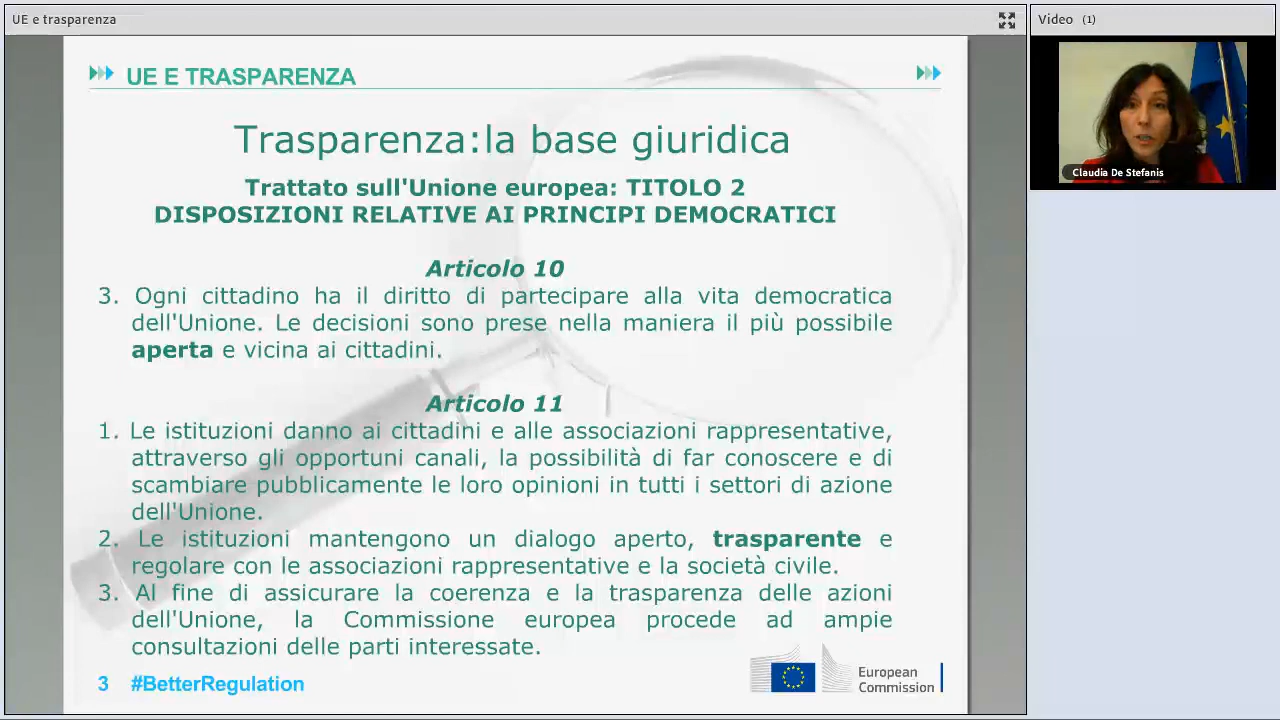 UE e trasparenza
Video (1)
UE E TRASPARENZA
Claudia De Stefanis
Trasparenza:la base giuridica
Trattato sull'Unione europea: TITOLO 2
DISPOSIZIONI RELATIVE AI PRINCIPI DEMOCRATICI
Articolo 10
3. Ogni cittadino ha il diritto di partecipare alla vita democratica
dell'Unione. Le decisioni sono prese nella maniera il più possibile
aperta e vicina ai cittadini.
Articolo 11
1. Le istituzioni danno ai cittadini e alle associazioni rappresentative,
attraverso gli opportuni canali, la possibilità di far conoscere e di
scambiare pubblicamente le loro opinioni in tutti i settori di azione
dell'Unione.
2. Le istituzioni mantengono un dialogo aperto, trasparente e
regolare con le associazioni rappresentative e la società civile.
3. Al fine di assicurare la coerenza e la trasparenza delle azioni
dell'Unione, la Commissione europea procede ad ampie
consultazioni delle parti interessate.
3 #BetterRegulation
European
Commission